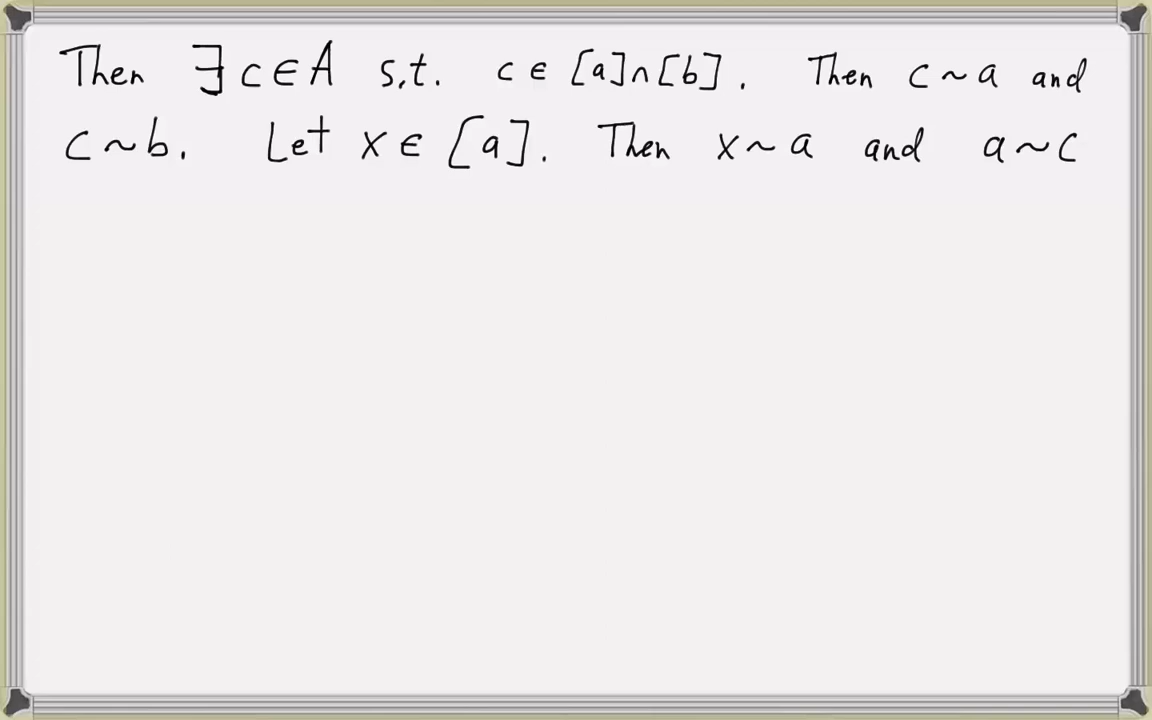 Then ∃ c ∈ A s.t. c ∈ [a]∩[b]. Then c ~ a and
c ~ b. Let x ∈ [a]. Then x ~ a and a ~ c